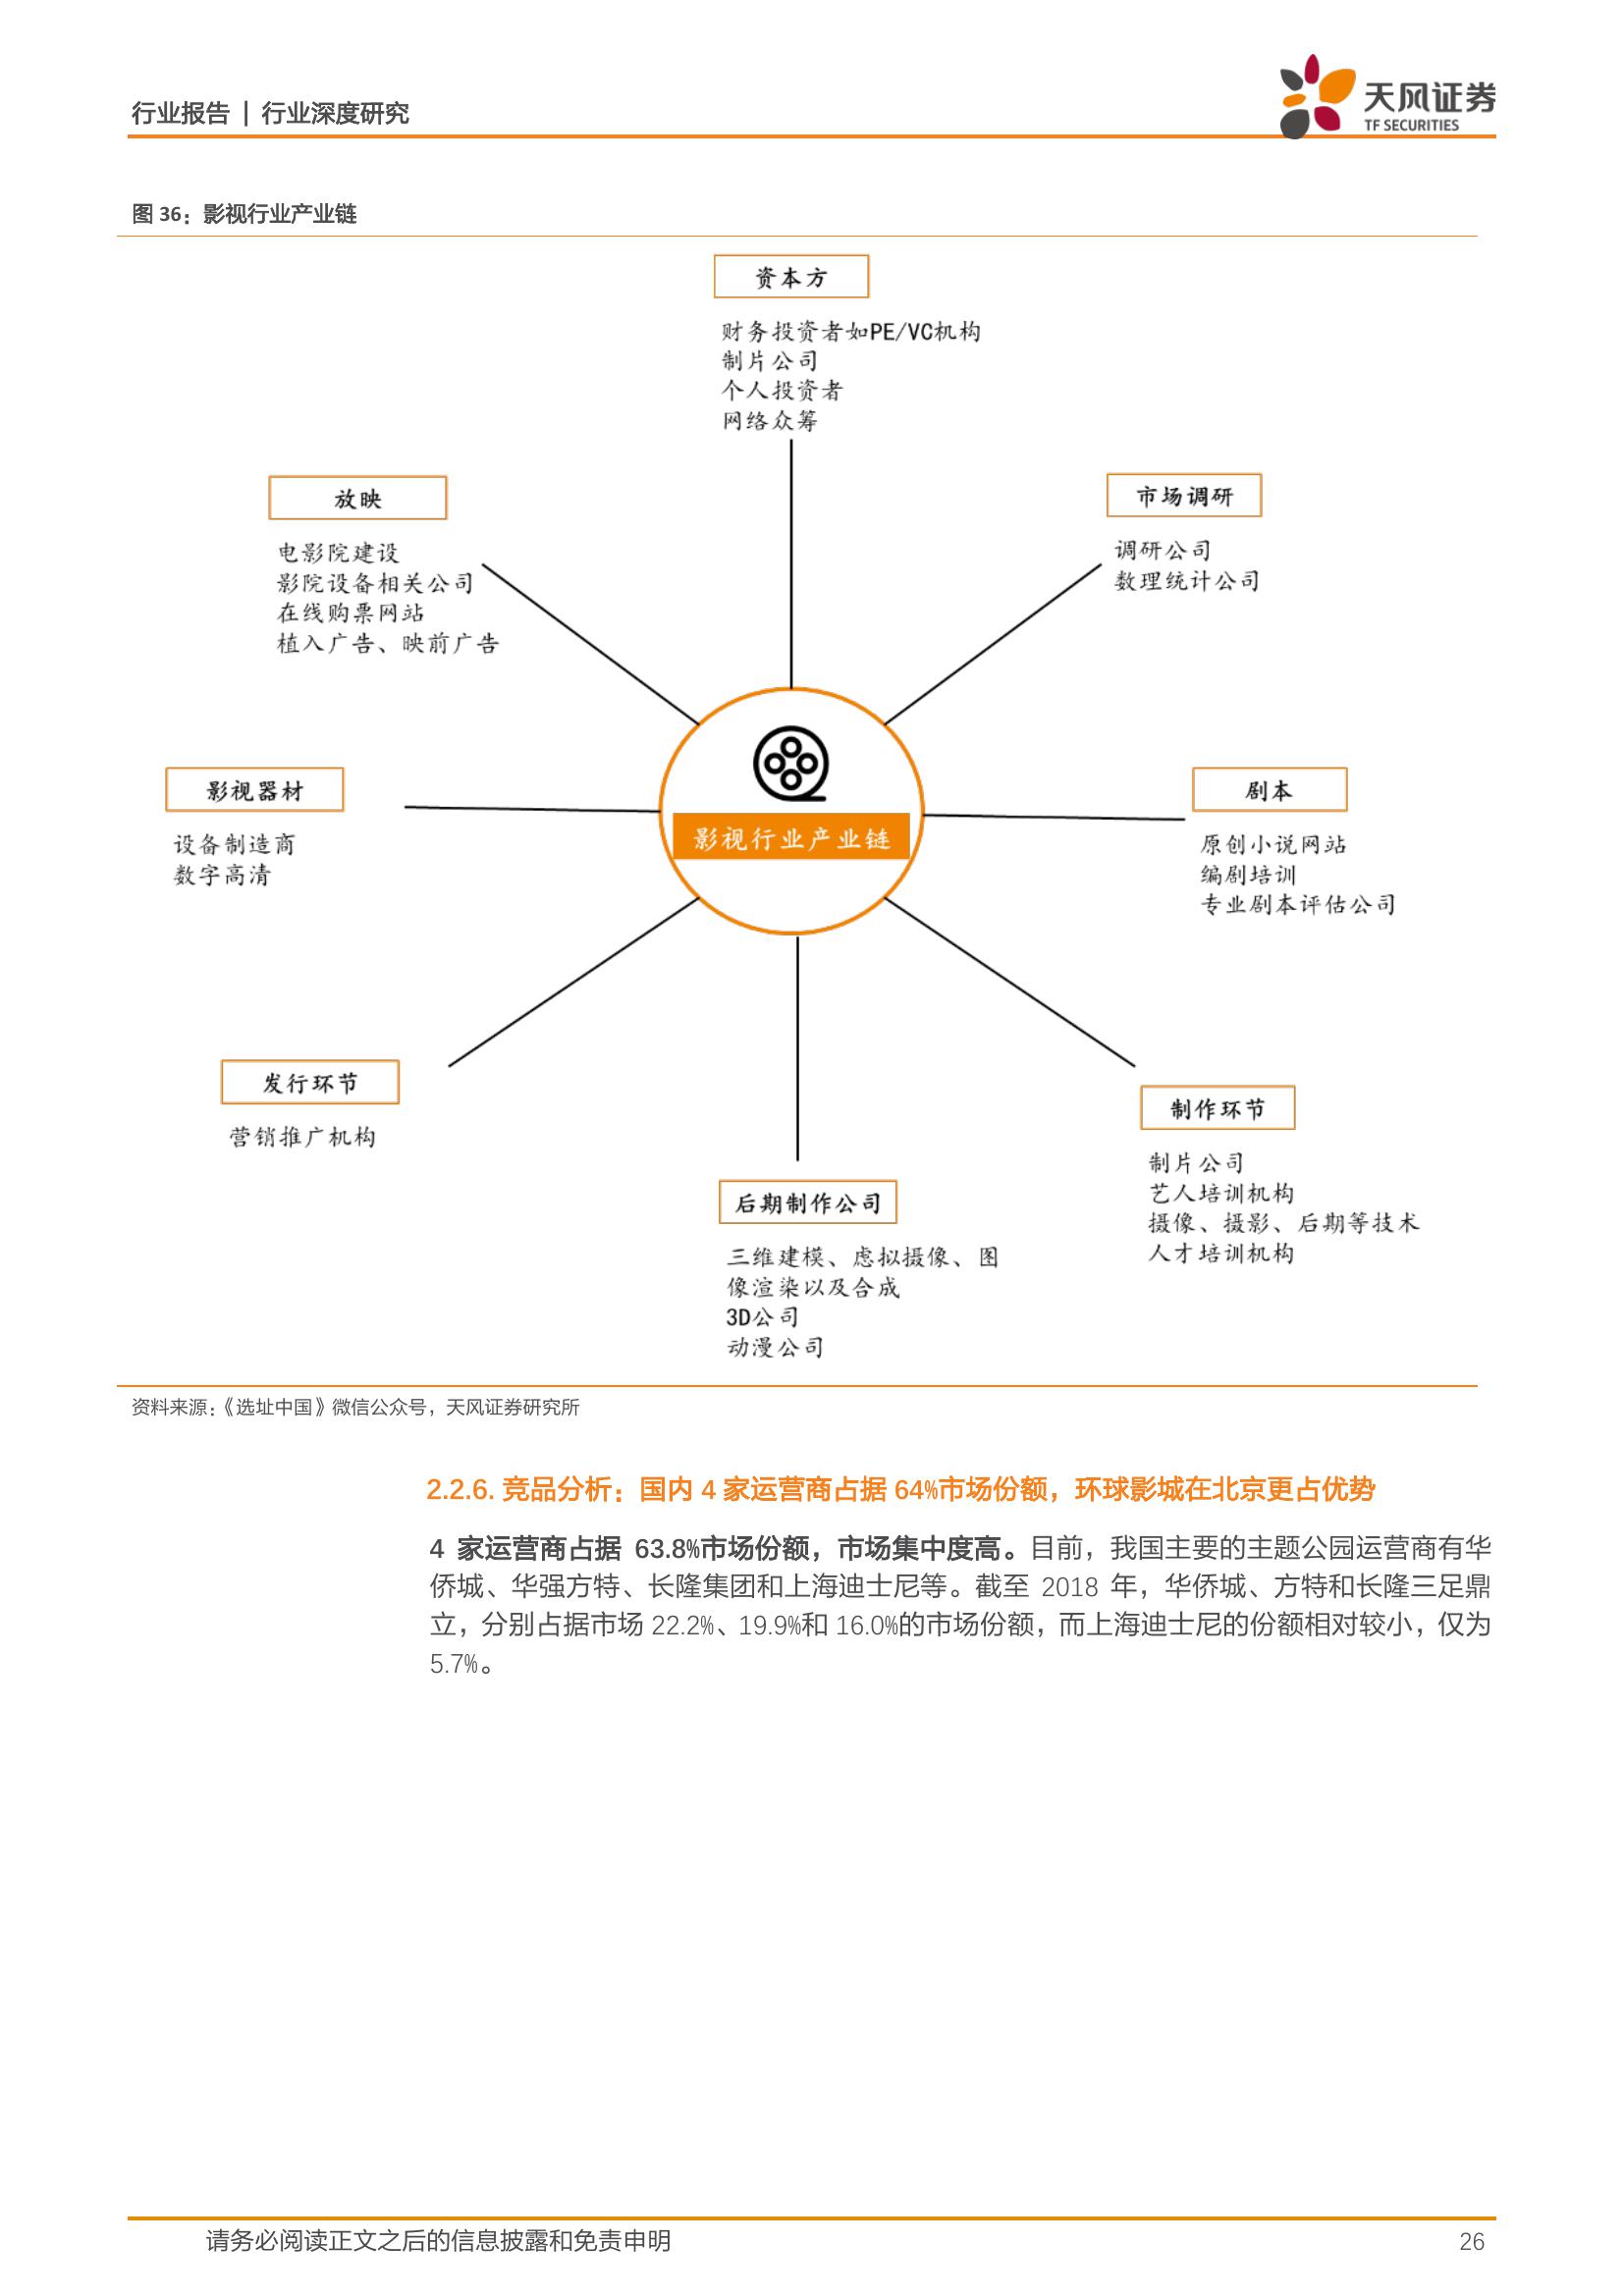 行业报告 | 行业深度研究
天风证券
TF SECURITIES
图 36：影视行业产业链
资本方
财务投资者如PE/VC机构
制片公司
个人投资者
网络众筹
放映
电影院建设
影院设备相关公司
在线购票网站
植入广告、映前广告
市场调研
调研公司
数理统计公司
影视行业产业链
影视器材
设备制造商
数字高清
剧本
原创小说网站
编剧培训
专业剧本评估公司
发行环节
营销推广机构
后期制作公司
三维建模、虑拟摄像、图
像渲染以及合成
3D公司
动漫公司
制作环节
制片公司
艺人培训机构
摄像、摄影、后期等技术
人才培训机构
资料来源：《选址中国》微信公众号，天风证券研究所
2.2.6. 竞品分析：国内 4 家运营商占据 64%市场份额，环球影城在北京更占优势
4 家运营商占据 63.8%市场份额，市场集中度高。目前，我国主要的主题公园运营商有华
侨城、华强方特、长隆集团和上海迪士尼等。截至 2018 年，华侨城、方特和长隆三足鼎
立，分别占据市场 22.2%、19.9%和 16.0%的市场份额，而上海迪士尼的份额相对较小，仅为
5.7%。
请务必阅读正文之后的信息披露和免责申明
26